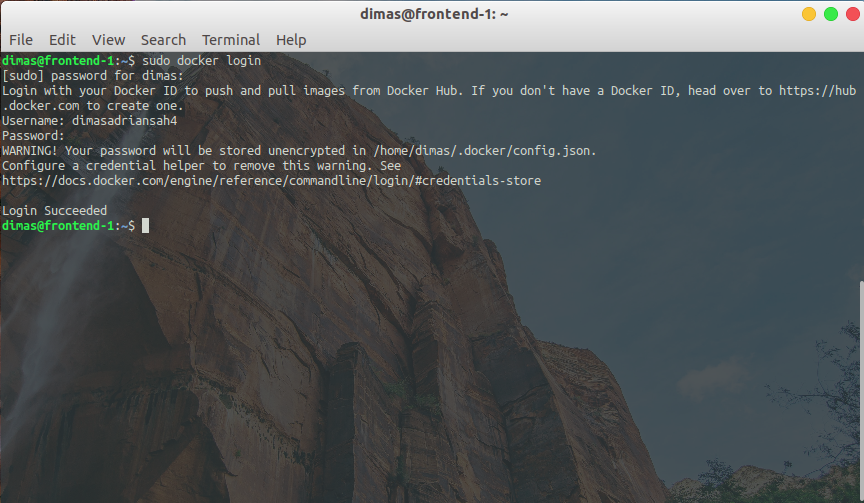 dimas@frontend-1: ~
File Edit View Search Terminal Help
dimas@frontend-1:~$ sudo docker login
[sudo] password for dimas:
Login with your Docker ID to push and pull images from Docker Hub. If you don't have a Docker ID, head over to https://hub
.docker.com to create one.
Username: dimasadriansah4
Password:
WARNING! Your password will be stored unencrypted in /home/dimas/.docker/config.json.
Configure a credential helper to remove this warning. See
https://docs.docker.com/engine/reference/commandline/login/#credentials-store
Login Succeeded
dimas@frontend-1:~$